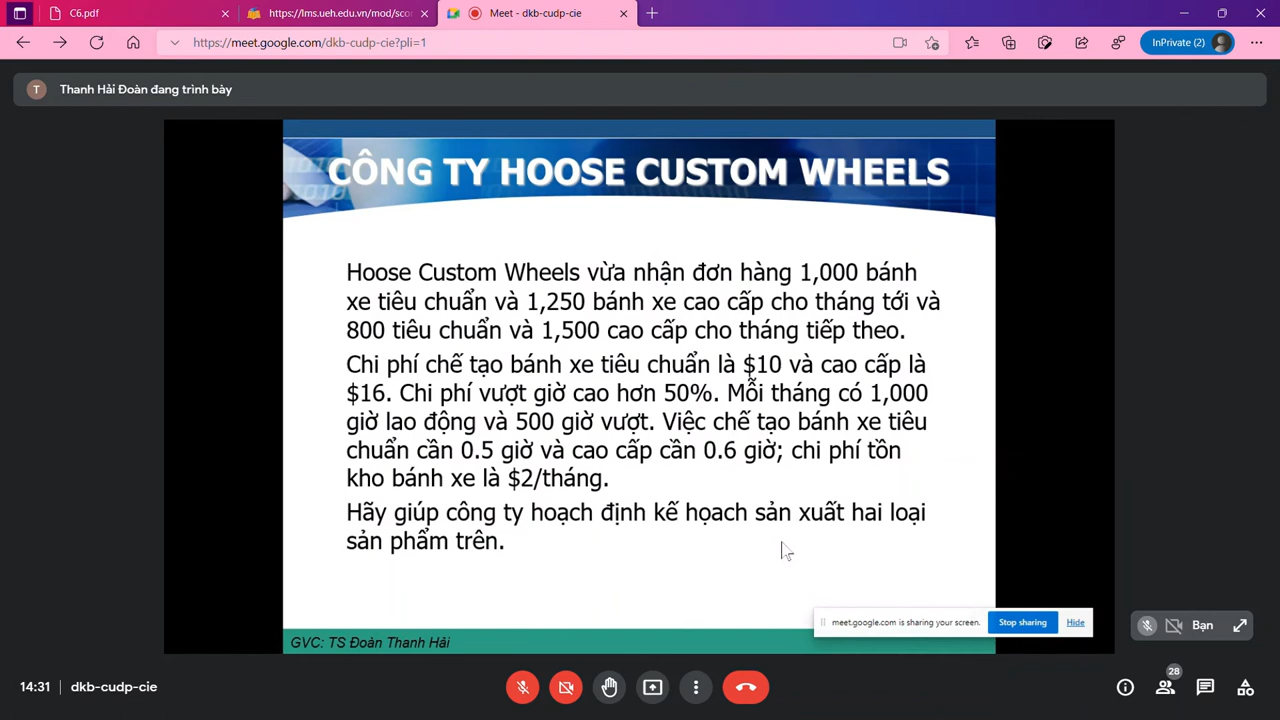 C6.pdf
https://lms.ueh.edu.vn/mod/sco
Meet - dkb-cudp-cie
https://meet.google.com/dkb-cudp-cie?pli=1
InPrivate (2)
T
Thanh Hải Đoàn đang trình bày
CÔNG TY HOOSE CUSTOM WHEELS
Hoose Custom Wheels vừa nhận đơn hàng 1,000 bánh
xe tiêu chuẩn và 1,250 bánh xe cao cấp cho tháng tới và
800 tiêu chuẩn và 1,500 cao cấp cho tháng tiếp theo.
Chi phí chế tạo bánh xe tiêu chuẩn là $10 và cao cấp là
$16. Chi phí vượt giờ cao hơn 50%. Mỗi tháng có 1,000
giờ lao động và 500 giờ vượt. Việc chế tạo bánh xe tiêu
chuẩn cần 0.5 giờ và cao cấp cần 0.6 giờ; chi phí tồn
kho bánh xe là $2/tháng.
Hãy giúp công ty hoạch định kế họach sản xuất hai loại
sản phẩm trên.
meet.google.com is sharing your screen.
Stop sharing
Hide
Bạn
GVC: TS Đoàn Thanh Hải
14:31 | dkb-cudp-cie
28